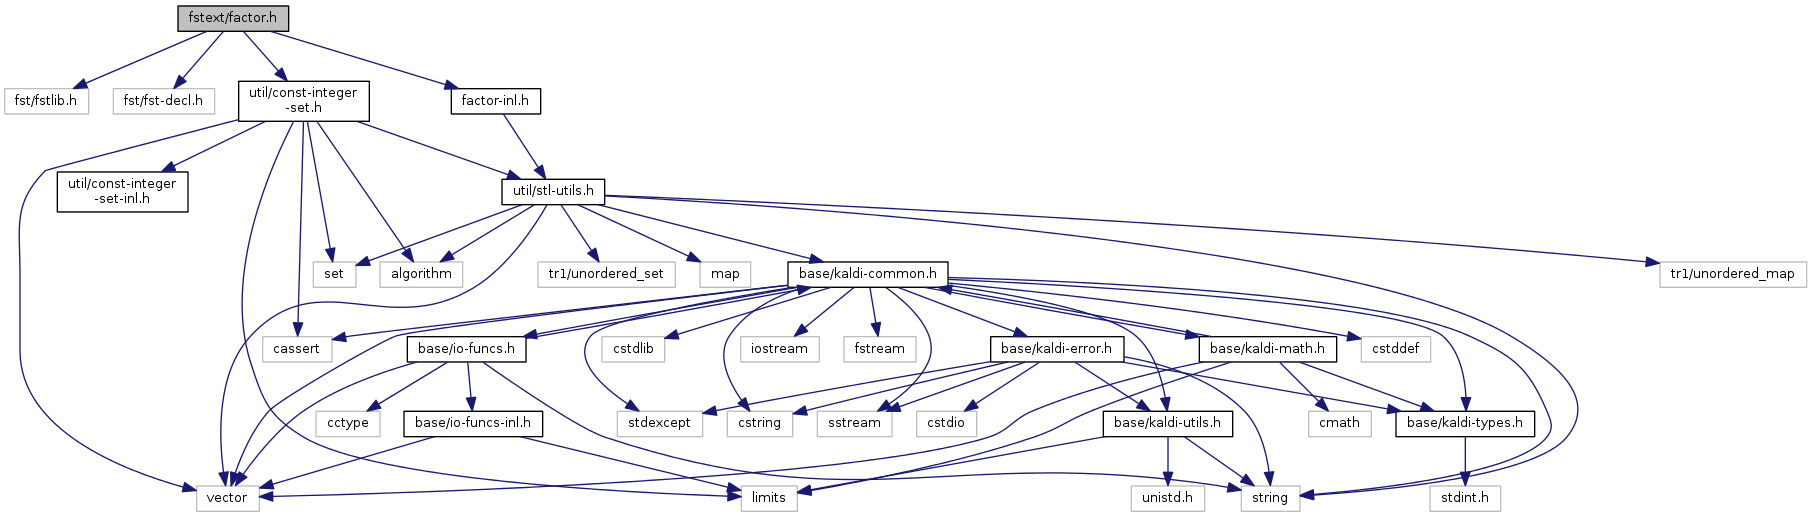 fstext/factor.h
fst/fstlib.h
fst/fst-decl.h
util/const-integer
-set.h
factor-inl.h
util/const-integer
-set-inl.h
util/stl-utils.h
set
algorithm
tr1/unordered_set
map
base/kaldi-common.h
tr1/unordered_map
cassert
base/io-funcs.h
cstdlib
iostream
fstream
base/kaldi-error.h
base/kaldi-math.h
cstddef
cctype
base/io-funcs-inl.h
stdexcept
cstring
sstream
cstdio
base/kaldi-utils.h
cmath
base/kaldi-types.h
vector
limits
unistd.h
string
stdint.h